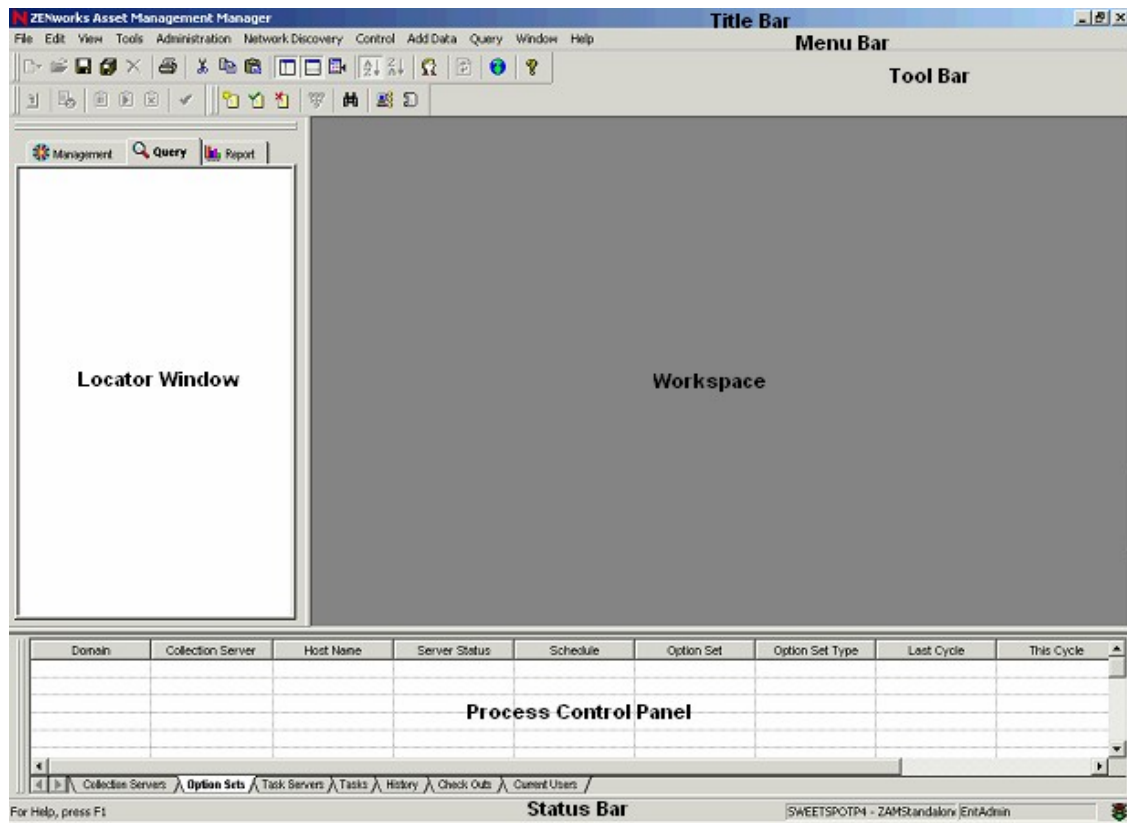 ZENworks Asset Management Manager Title Bar
File Edit View Tools Administration Network Discovery Control Add Data Query Window Help Menu Bar
Tool Bar
Management Query Report
Locator Window
Workspace
Domain Collection Server Host Name Server Status Schedule Option Set Option Set Type Last Cycle This Cycle
Process Control Panel
Collection Servers Option Sets Task Servers Tasks History Check Outs Current Users
For Help, press F1 Status Bar SWEETSPOTP4 - ZAMStandalon EntAdmin